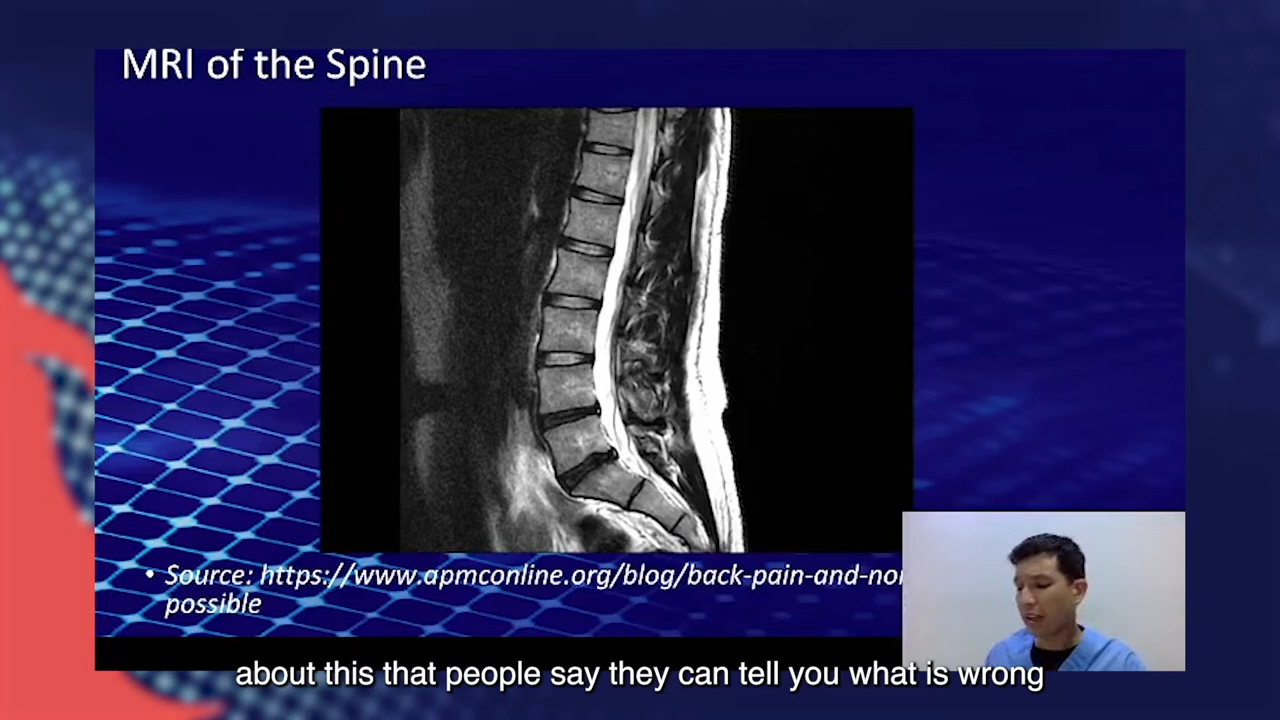 MRI of the Spine
• Source: https://www.apmconline.org/blog/back-pain-and-
possible
about this that people say they can tell you what is wrong